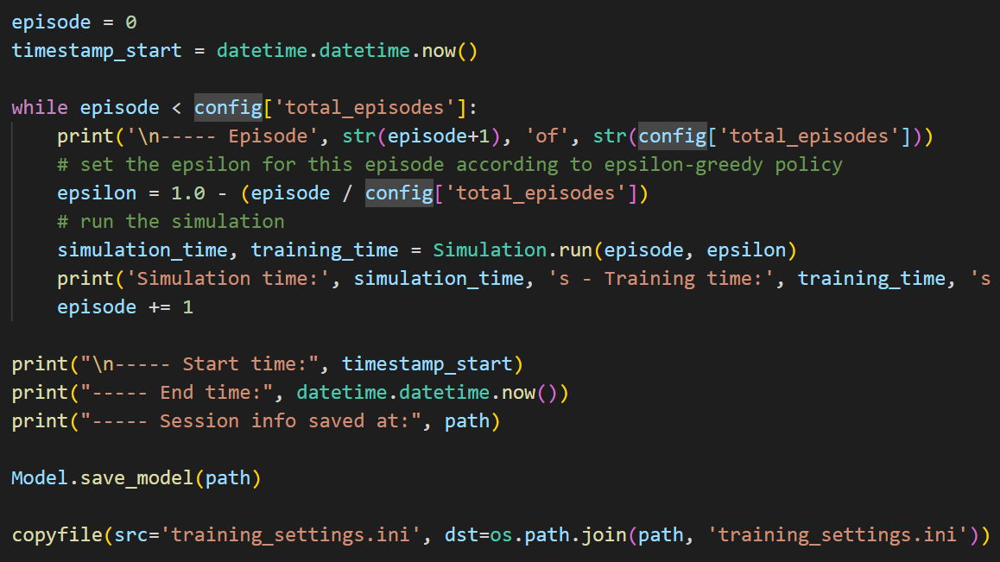 episode = 0
timestamp_start = datetime.datetime.now()
while episode < config['total_episodes']:
    print('\n----- Episode', str(episode+1), 'of', str(config['total_episodes']))
    # set the epsilon for this episode according to epsilon-greedy policy
    epsilon = 1.0 - (episode / config['total_episodes'])
    # run the simulation
    simulation_time, training_time = Simulation.run(episode, epsilon)
    print('Simulation time:', simulation_time, 's - Training time:', training_time, 's
    episode += 1
print("\n----- Start time:", timestamp_start)
print("----- End time:", datetime.datetime.now())
print("----- Session info saved at:", path)
Model.save_model(path)
copyfile(src='training_settings.ini', dst=os.path.join(path, 'training_settings.ini'))